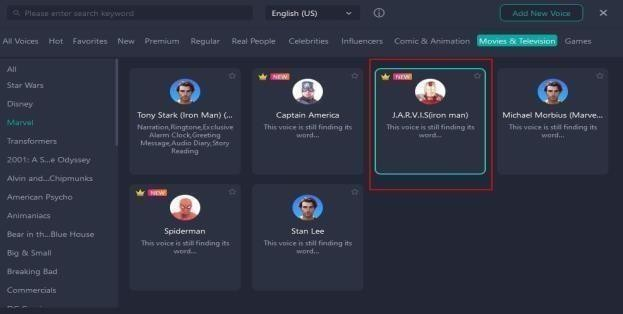 Please enter search keyword
English (US)
Add New Voice
All Voices Hot Favorites New Premium Regular Real People Celebrities Influencers Comic & Animation Movies & Television Games
All
Star Wars
Disney
Marvel
Transformers
2001: A S...e Odyssey
Alvin and...Chipmunks
American Psycho
Animaniacs
Bear in th...Blue House
Big & Small
Breaking Bad
Commercials
Tony Stark (Iron Man) (...
Narration,Ringtone,Exclusive
Alarm Clock,Greeting
Message,Audio Diary,Story
Reading
NEW
Captain America
This voice is still finding its
word...
NEW
J.A.R.V.I.S(iron man)
This voice is still finding its
word...
Michael Morbius (Marve...
This voice is still finding its
word...
NEW
Spiderman
This voice is still finding its
word...
Stan Lee
This voice is still finding its
word...